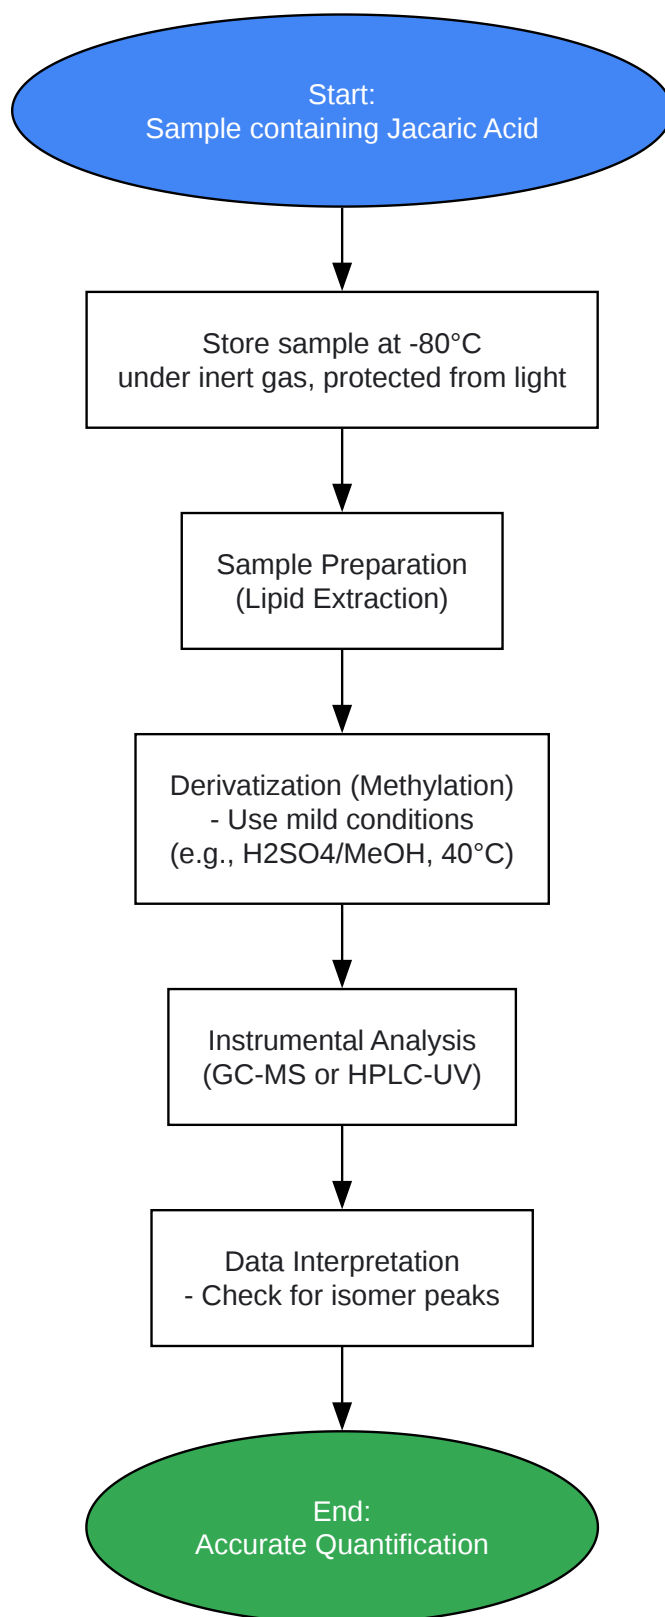 Start:
Sample containing Jacaric Acid
Store sample at -80°C
under inert gas, protected from light
Sample Preparation
(Lipid Extraction)
Derivatization (Methylation)
- Use mild conditions
(e.g., H2SO4/MeOH, 40°C)
Instrumental Analysis
(GC-MS or HPLC-UV)
Data Interpretation
- Check for isomer peaks
End:
Accurate Quantification